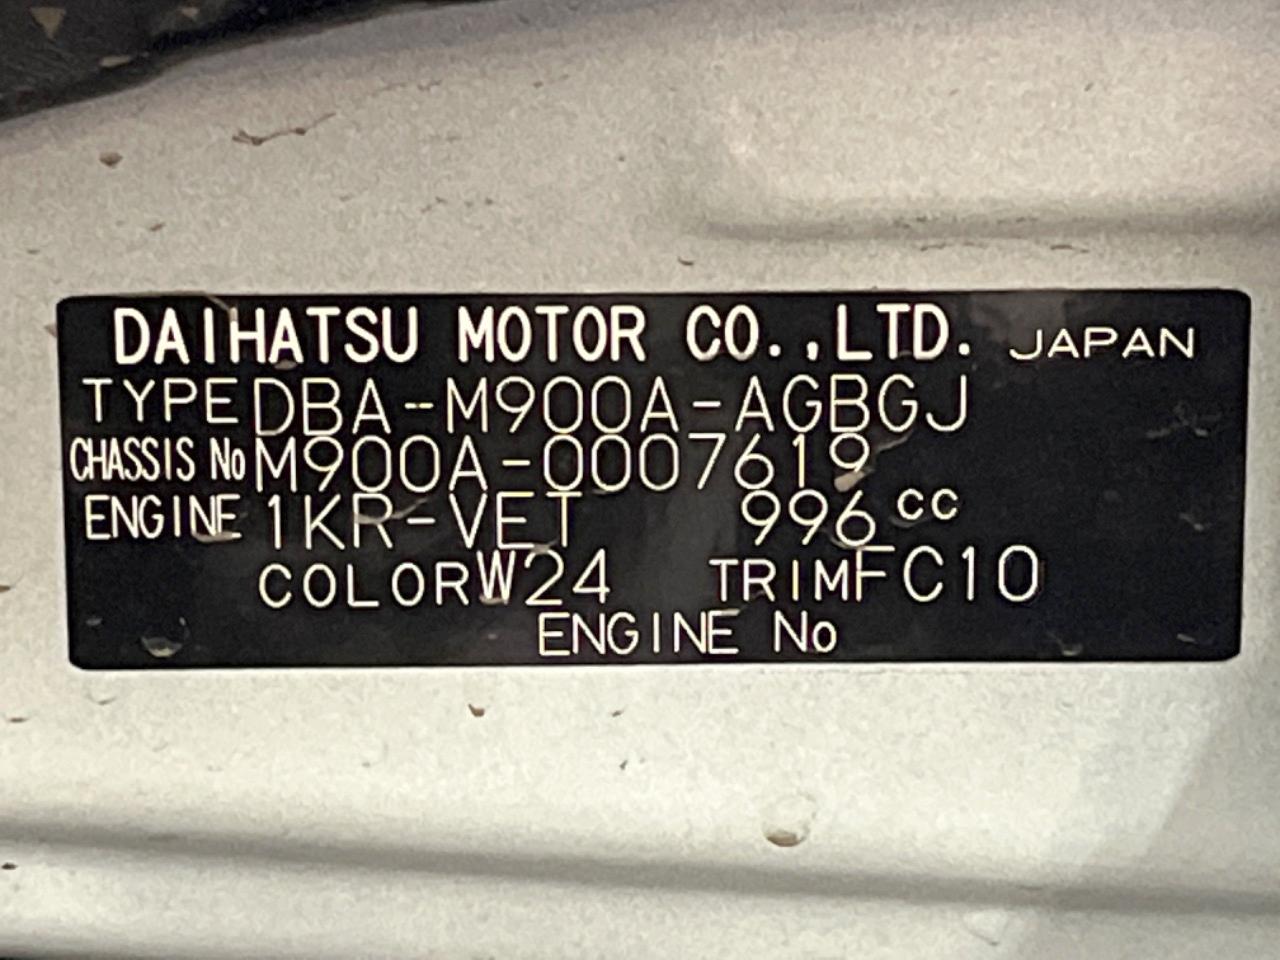 DAIHATSU MOTOR CO.,LTD. JAPAN
TYPE DBA-M900A-AGBGJ
CHASSIS No M900A-0007619
ENGINE 1KR-VET 996cc
COLOR W24 TRIM FC10
ENGINE No